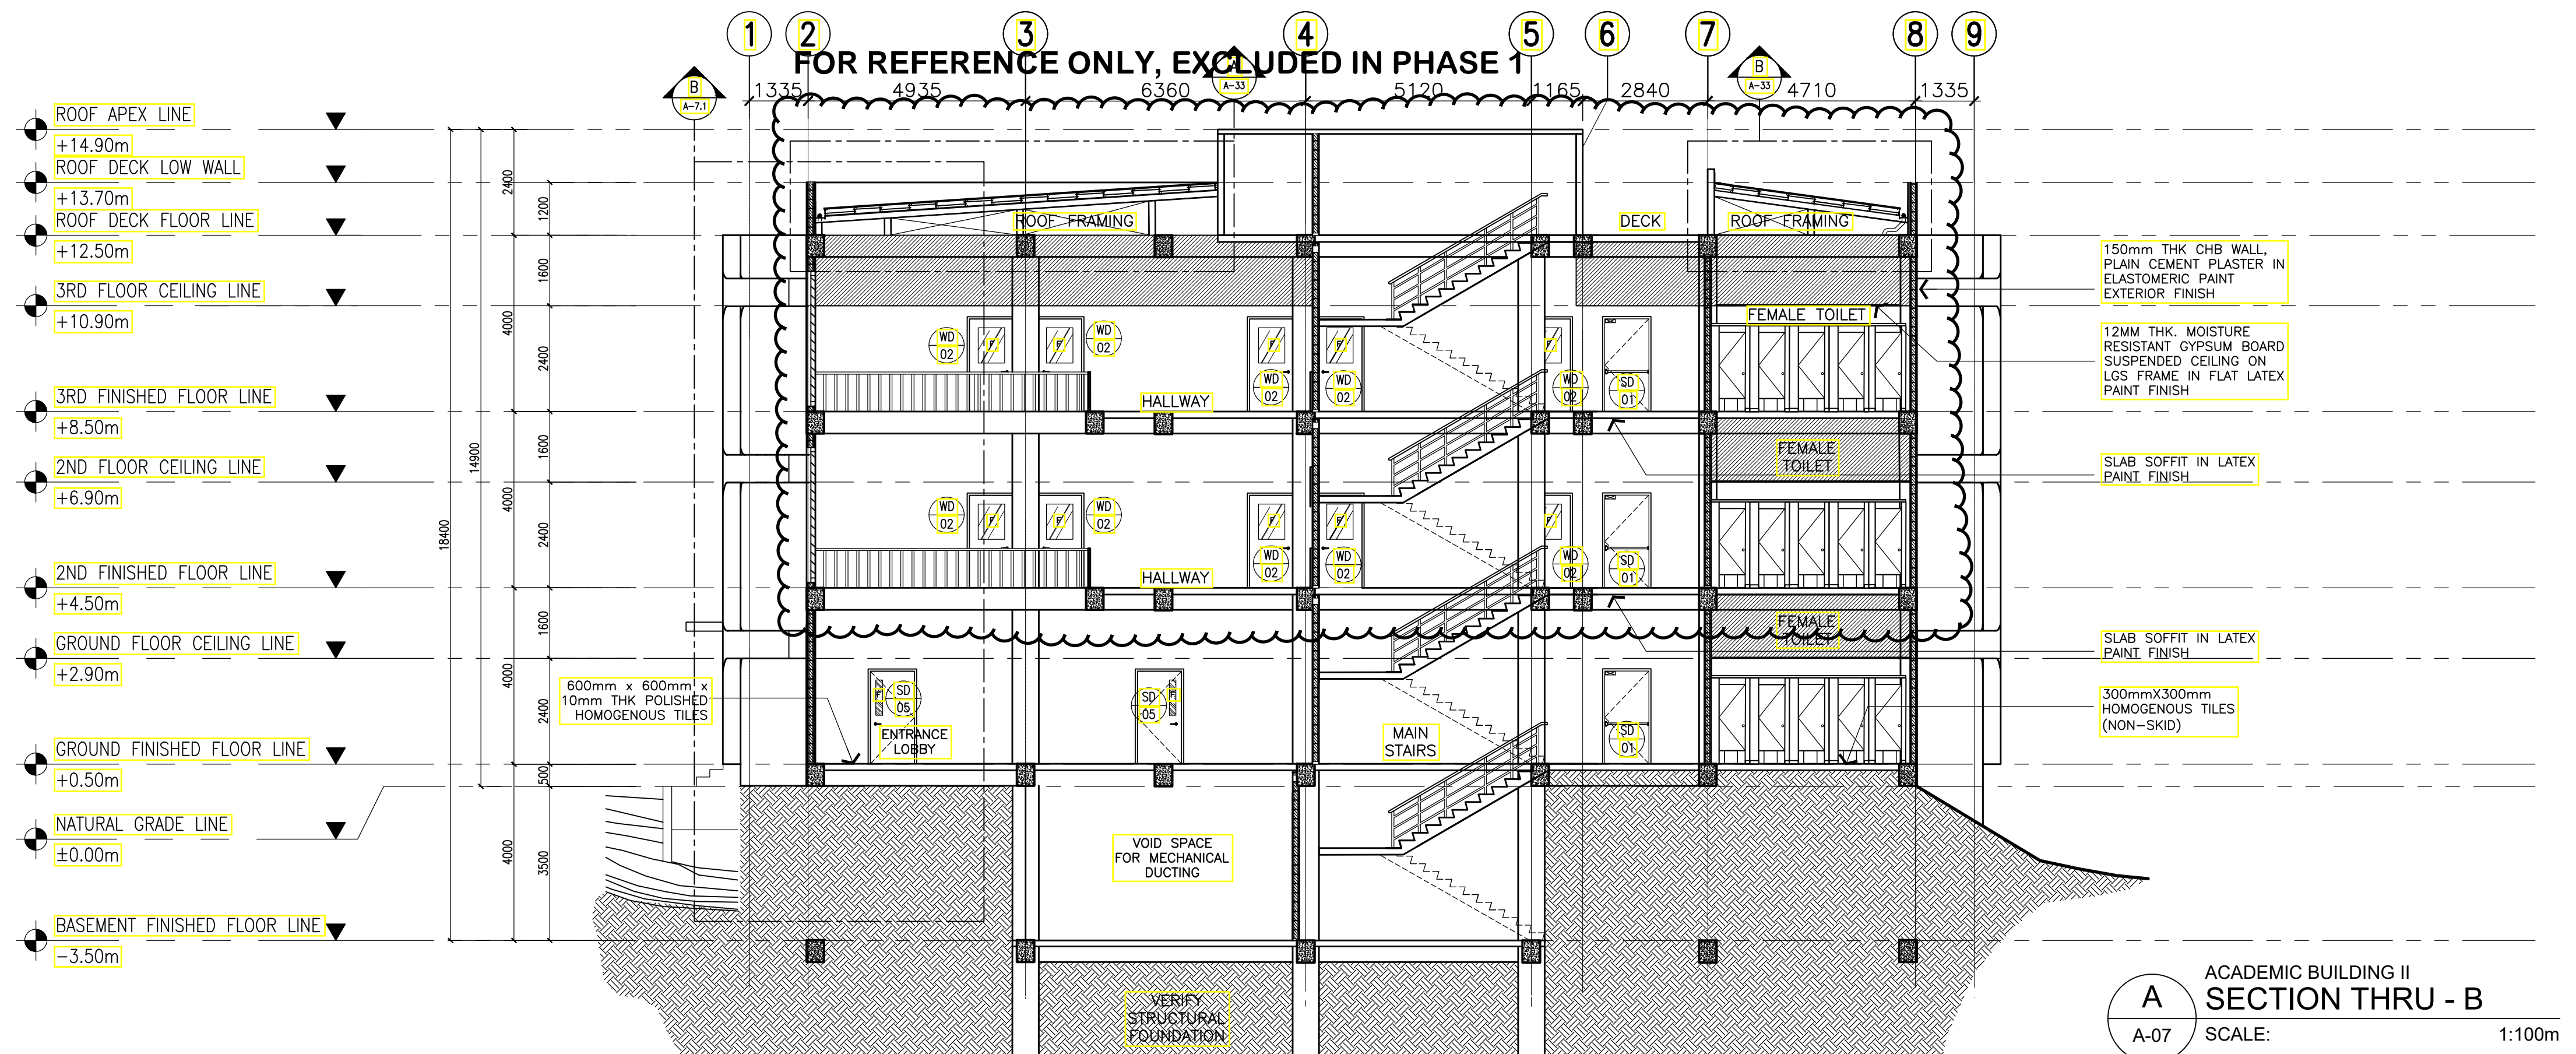 1 2 3 4 5 6 7 8 9
FOR REFERENCE ONLY, EXCLUDED IN PHASE 1
B
A-7.1
A
A-33
B
A-33
1335 4935 6360 5120 1165 2840 4710 1335
ROOF APEX LINE
+14.90m
ROOF DECK LOW WALL
+13.70m
ROOF DECK FLOOR LINE
+12.50m
3RD FLOOR CEILING LINE
+10.90m
3RD FINISHED FLOOR LINE
+8.50m
2ND FLOOR CEILING LINE
+6.90m
2ND FINISHED FLOOR LINE
+4.50m
GROUND FLOOR CEILING LINE
+2.90m
GROUND FINISHED FLOOR LINE
+0.50m
NATURAL GRADE LINE
±0.00m
BASEMENT FINISHED FLOOR LINE
−3.50m
18400
14900
2400
4000
4000
4000
4000
1200
1600
2400
1600
2400
1600
2400
500
3500
ROOF FRAMING
DECK
ROOF FRAMING
FEMALE TOILET
WD
02
F
F
WD
02
F
WD
02
F
WD
02
F
WD
02
SD
01
HALLWAY
FEMALE
TOILET
WD
02
F
F
WD
02
F
WD
02
F
WD
02
F
WD
02
SD
01
HALLWAY
FEMALE
TOILET
600mm x 600mm x
10mm THK POLISHED
HOMOGENOUS TILES
F
SD
05
ENTRANCE
LOBBY
SD
05
F
MAIN
STAIRS
SD
01
VOID SPACE
FOR MECHANICAL
DUCTING
VERIFY
STRUCTURAL
FOUNDATION
150mm THK CHB WALL,
PLAIN CEMENT PLASTER IN
ELASTOMERIC PAINT
EXTERIOR FINISH
12MM THK. MOISTURE
RESISTANT GYPSUM BOARD
SUSPENDED CEILING ON
LGS FRAME IN FLAT LATEX
PAINT FINISH
SLAB SOFFIT IN LATEX
PAINT FINISH
SLAB SOFFIT IN LATEX
PAINT FINISH
300mmX300mm
HOMOGENOUS TILES
(NON-SKID)
A
A-07
ACADEMIC BUILDING II
SECTION THRU - B
SCALE: 1:100m